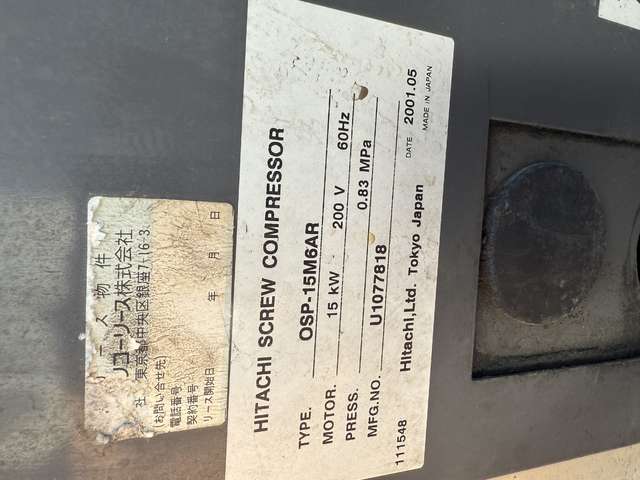 リース物件
リコーリース株式会社
社 東京都中央区銀座7.16.3.
(お問い合せ先)
電話番号
契約番号
リース開始日 年 月 日
HITACHI SCREW COMPRESSOR
TYPE. OSP-15M6AR
MOTOR. 15 kW 200 V 60Hz
PRESS. 0.83 MPa
MFG.NO. U1077818
111548 Hitachi,Ltd. Tokyo Japan DATE 2001.05
MADE IN JAPAN